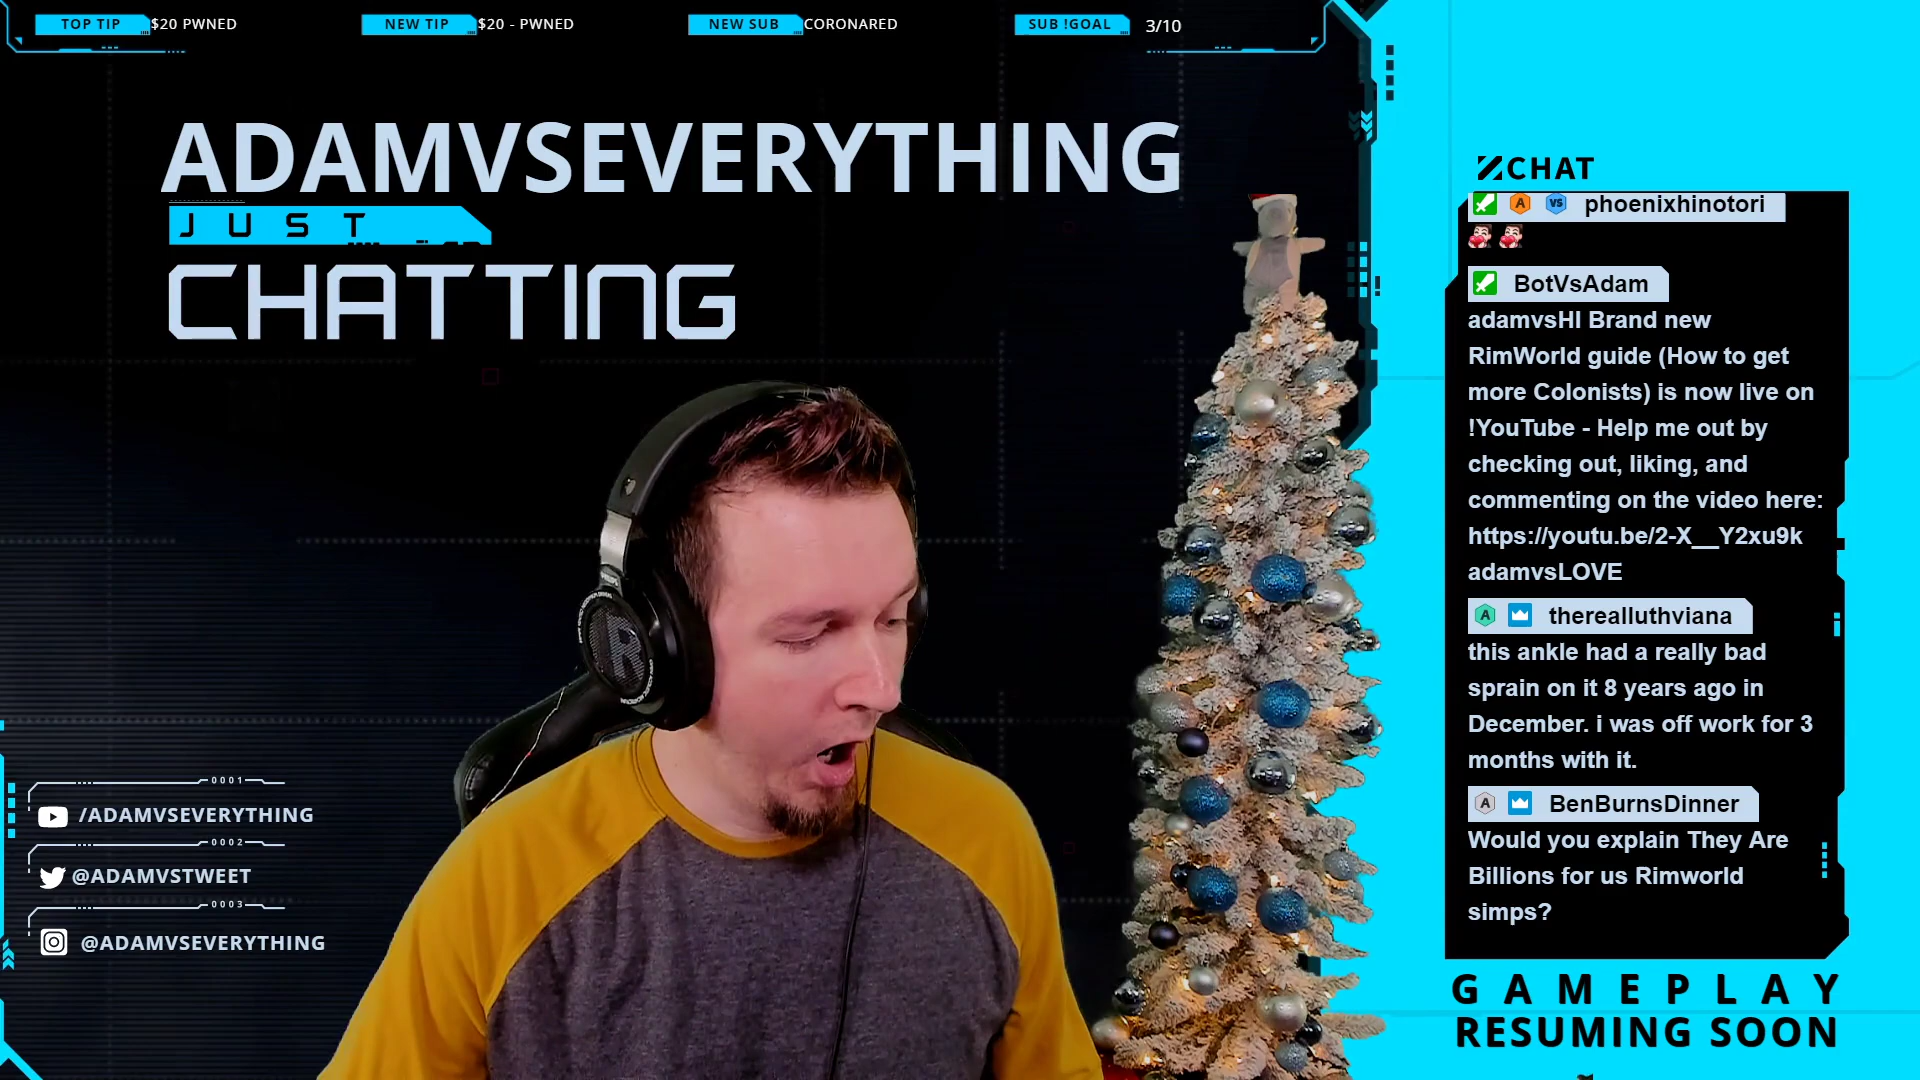 TOP TIP $20 PWNED NEW TIP $20 - PWNED NEW SUB CORONARED SUB !GOAL 3/10
ADAMVSEVERYTHING
JUST
CHATTING
0001
/ADAMVSEVERYTHING
0002
@ADAMVSTWEET
0003
@ADAMVSEVERYTHING
CHAT
A VS phoenixhinotori
BotVsAdam
adamvsHI Brand new
RimWorld guide (How to get
more Colonists) is now live on
!YouTube - Help me out by
checking out, liking, and
commenting on the video here:
https://youtu.be/2-X__Y2xu9k
adamvsLOVE
A therealluthviana
this ankle had a really bad
sprain on it 8 years ago in
December. i was off work for 3
months with it.
A BenBurnsDinner
Would you explain They Are
Billions for us Rimworld
simps?
GAMEPLAY
RESUMING SOON